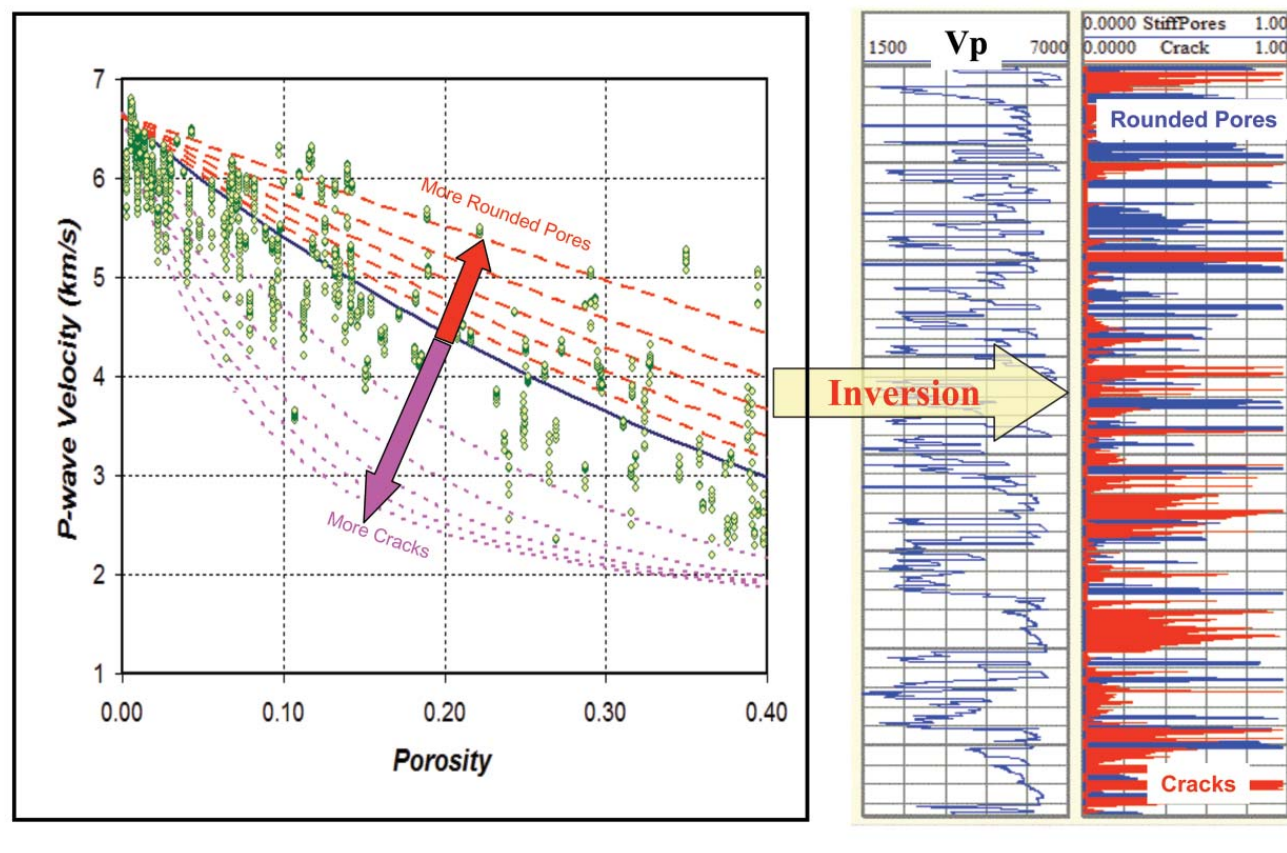 7
6
5
4
3
2
1
0.00
0.10
0.20
0.30
0.40
P-wave Velocity (km/s)
Porosity
More Rounded Pores
More Cracks
Inversion
1500 Vp 7000
0.0000 StiffPores 1.00
0.0000 Crack 1.00
Rounded Pores
Cracks